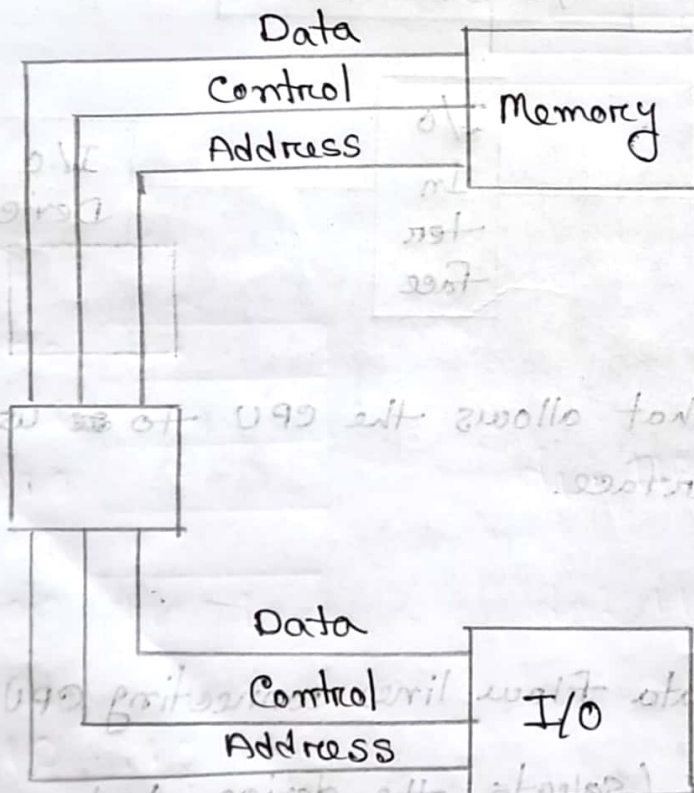 Data
Control
Address
Memory
Data
Control
Address
I/O